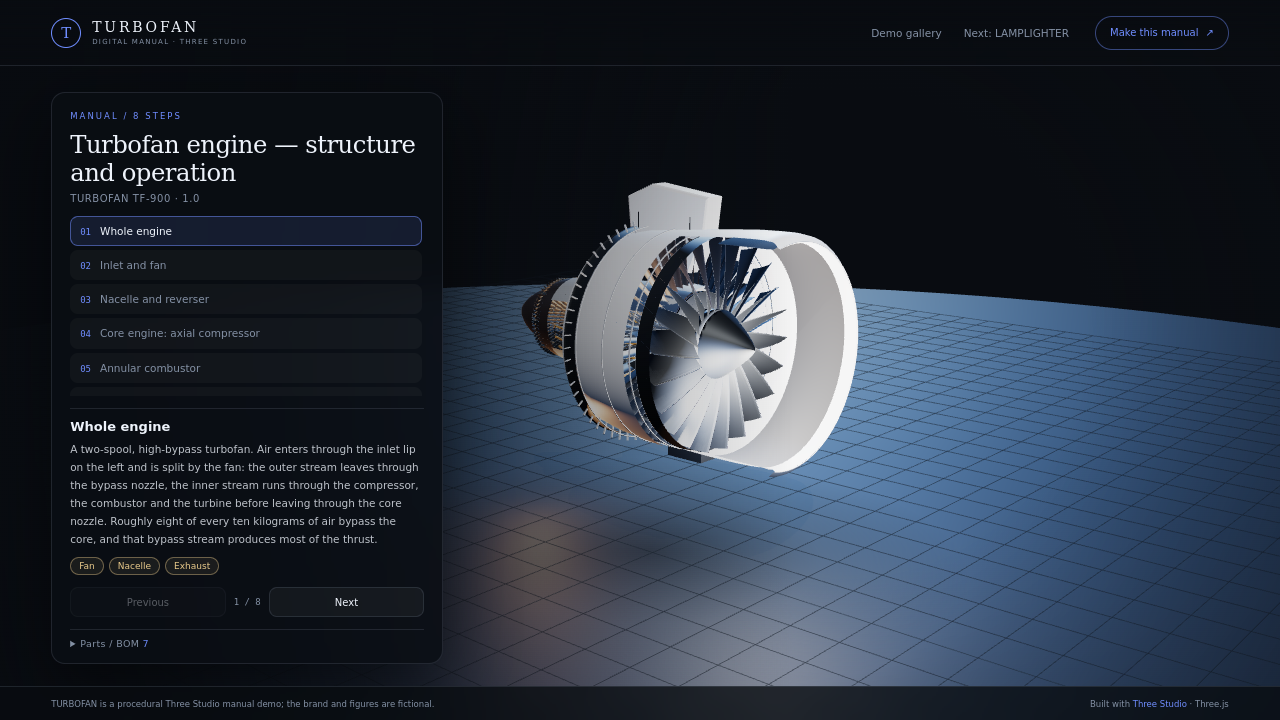 T
TURBOFAN
DIGITAL MANUAL · THREE STUDIO
Demo gallery
Next: LAMPLIGHTER
Make this manual ↗
MANUAL / 8 STEPS
Turbofan engine — structure
and operation
TURBOFAN TF-900 · 1.0
01 Whole engine
02 Inlet and fan
03 Nacelle and reverser
04 Core engine: axial compressor
05 Annular combustor
Whole engine
A two-spool, high-bypass turbofan. Air enters through the inlet lip
on the left and is split by the fan: the outer stream leaves through
the bypass nozzle, the inner stream runs through the compressor,
the combustor and the turbine before leaving through the core
nozzle. Roughly eight of every ten kilograms of air bypass the
core, and that bypass stream produces most of the thrust.
Fan
Nacelle
Exhaust
Previous
1 / 8
Next
▶ Parts / BOM 7
TURBOFAN is a procedural Three Studio manual demo; the brand and figures are fictional.
Built with Three Studio · Three.js